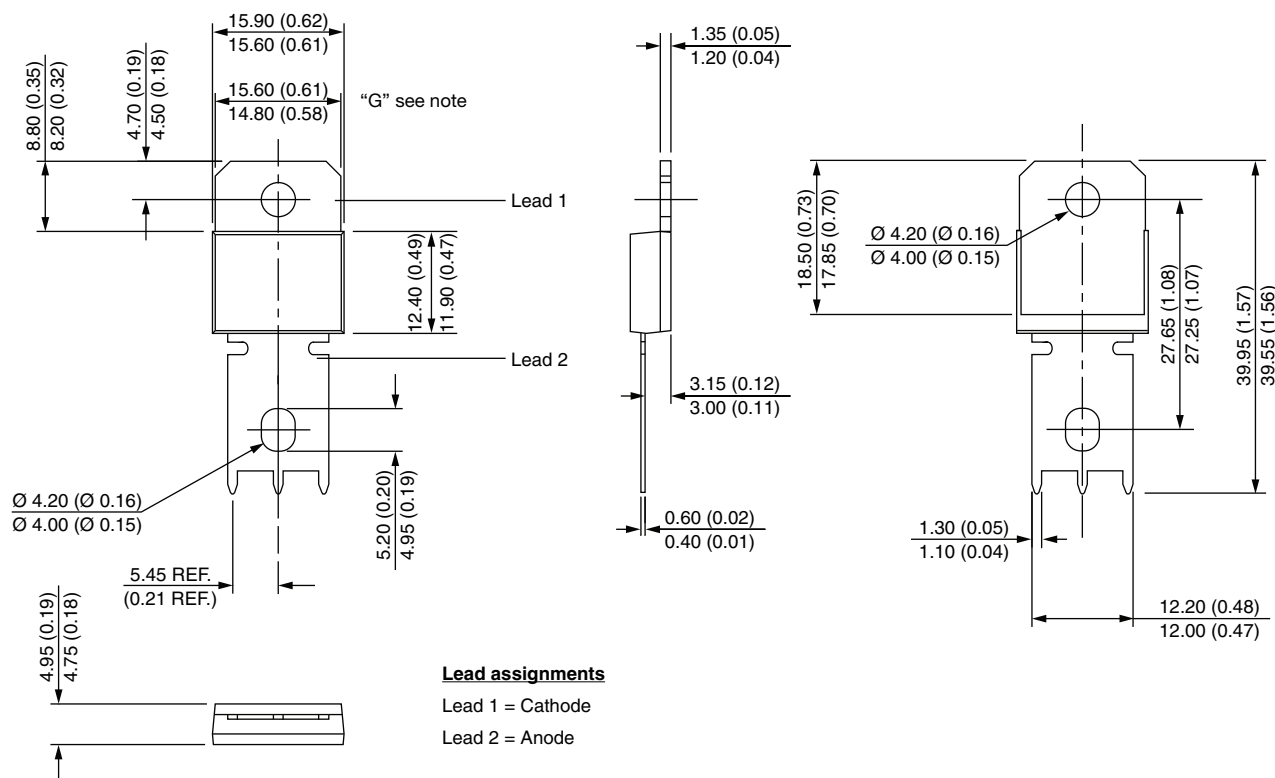 15.90 (0.62)
15.60 (0.61)
15.60 (0.61)
14.80 (0.58)
“G” see note
8.80 (0.35)
8.20 (0.32)
4.70 (0.19)
4.50 (0.18)
Lead 1
12.40 (0.49)
11.90 (0.47)
Lead 2
Ø 4.20 (Ø 0.16)
Ø 4.00 (Ø 0.15)
5.20 (0.20)
4.95 (0.19)
5.45 REF.
(0.21 REF.)
4.95 (0.19)
4.75 (0.18)
1.35 (0.05)
1.20 (0.04)
3.15 (0.12)
3.00 (0.11)
0.60 (0.02)
0.40 (0.01)
18.50 (0.73)
17.85 (0.70)
Ø 4.20 (Ø 0.16)
Ø 4.00 (Ø 0.15)
27.65 (1.08)
27.25 (1.07)
39.95 (1.57)
39.55 (1.56)
1.30 (0.05)
1.10 (0.04)
12.20 (0.48)
12.00 (0.47)
Lead assignments
Lead 1 = Cathode
Lead 2 = Anode